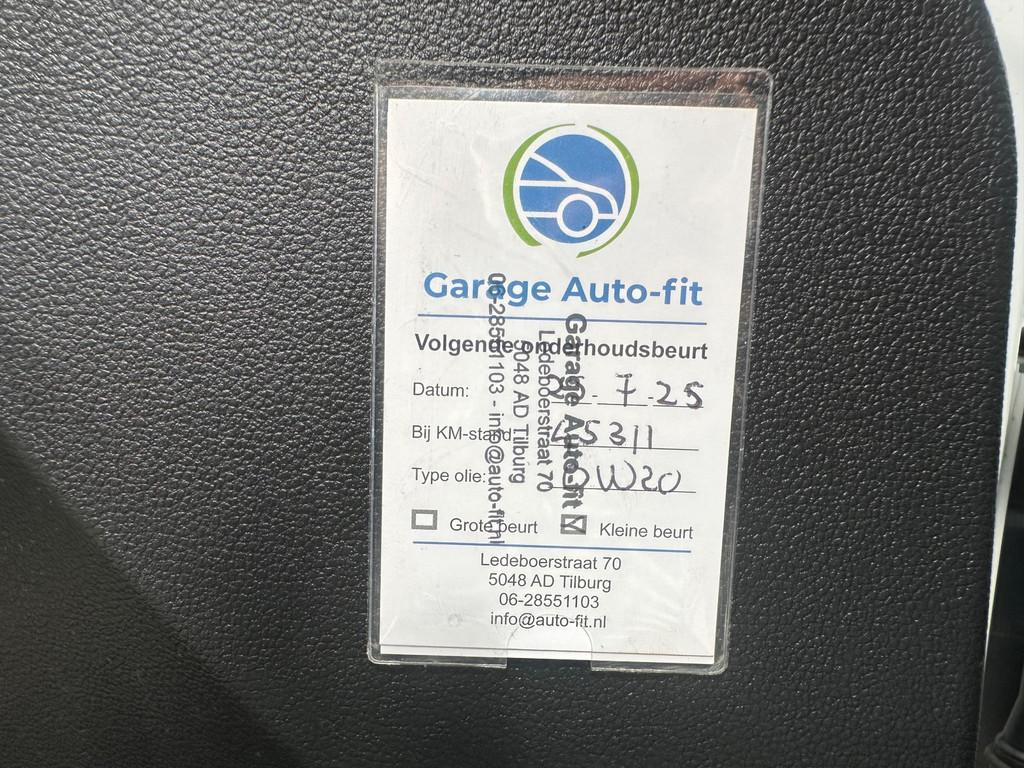 Garage Auto-fit
Volgende onderhoudsbeurt
Datum: 7-25
Bij KM-stand: 45311
Type olie: 0W20
Grote beurt Kleine beurt
Ledeboerstraat 70
5048 AD Tilburg
06-28551103
info@auto-fit.nl
Garage Auto-fit
Ledeboerstraat 70
5048 AD Tilburg
06-28551103 - info@auto-fit.nl